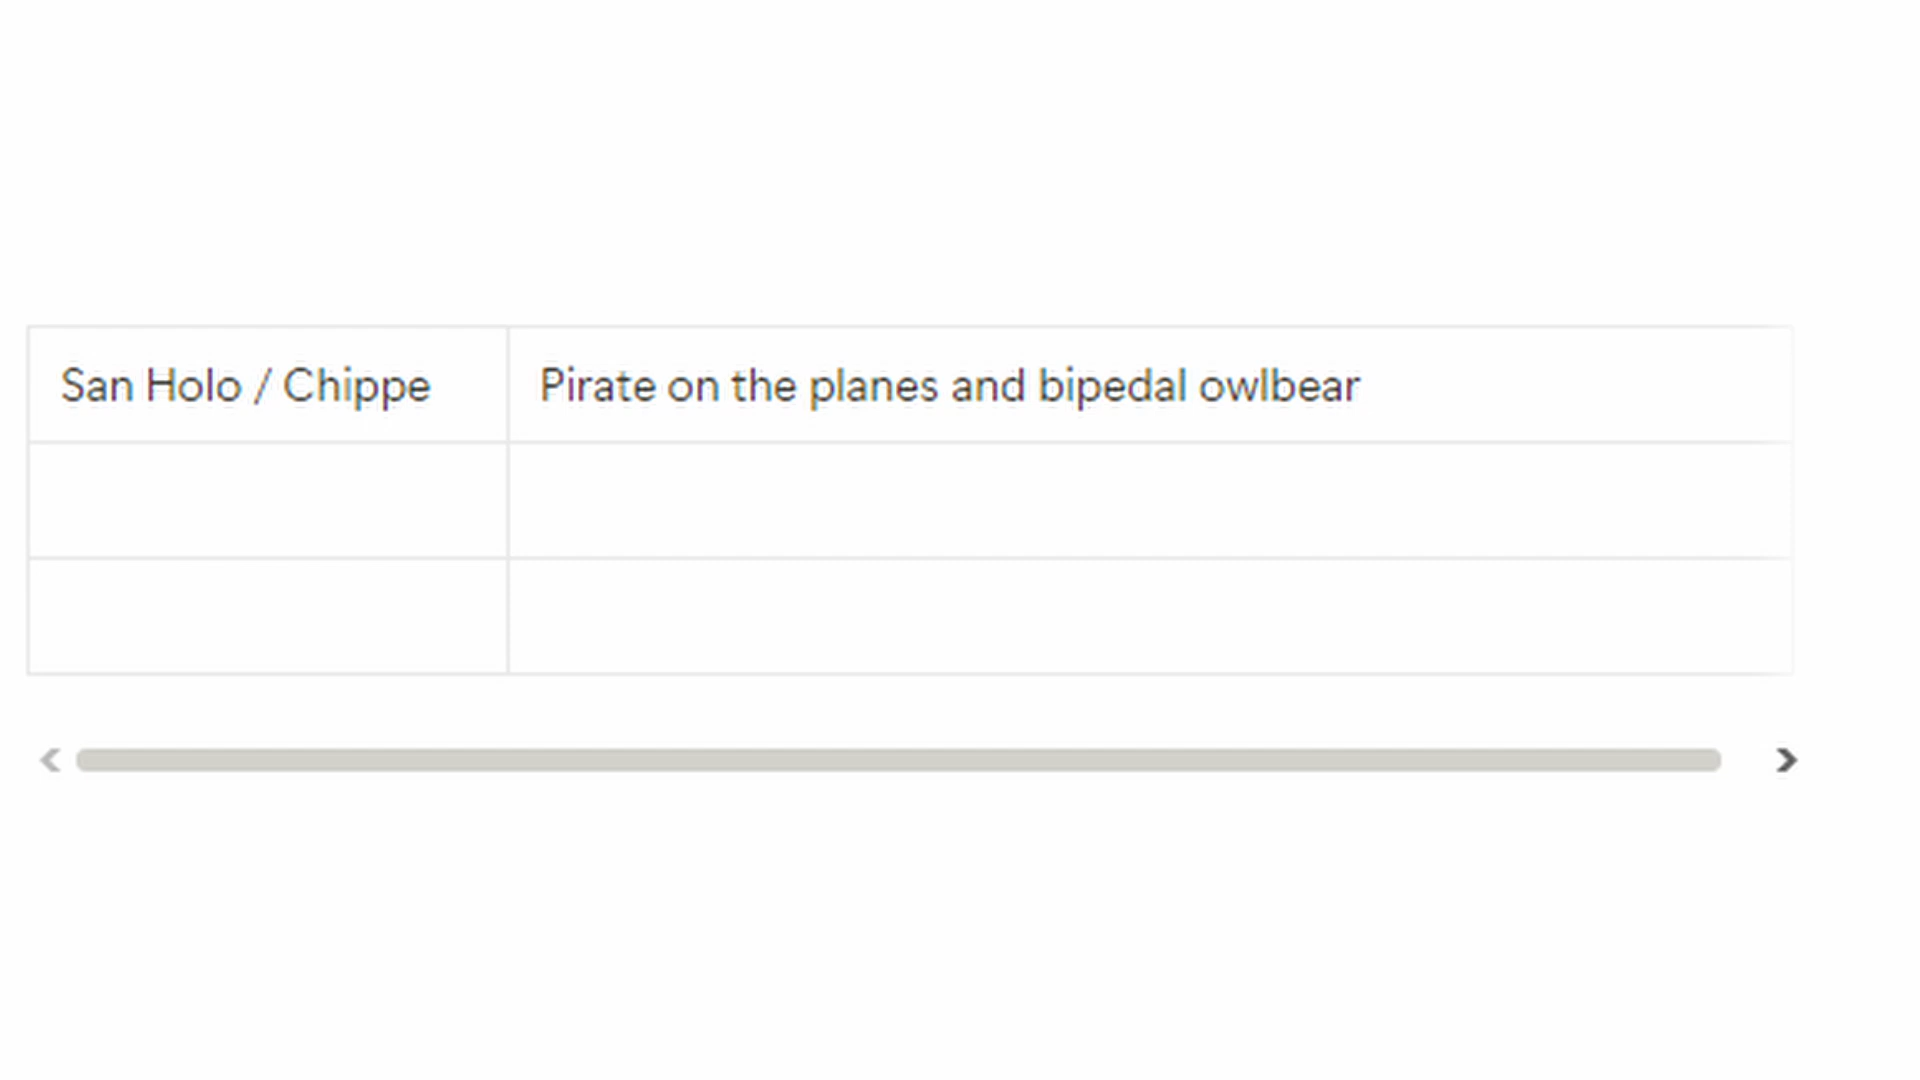 San Holo / Chippe
Pirate on the planes and bipedal owlbear